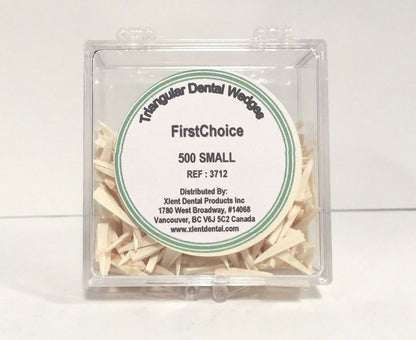 Triangular Dental Wedges
FirstChoice
500 SMALL
REF : 3712
Distributed By:
Xlent Dental Products Inc
1780 West Broadway, #14068
Vancouver, BC V6J 5C2 Canada
www.xlentdental.com